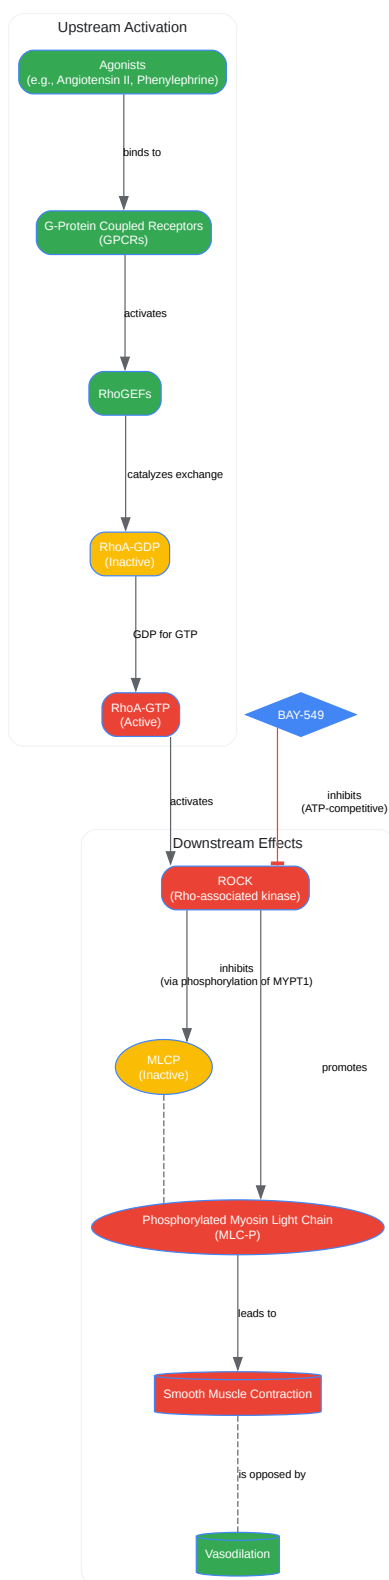 Upstream Activation
Agonists
(e.g., Angiotensin II, Phenylephrine)
binds to
G-Protein Coupled Receptors
(GPCRs)
activates
RhoGEFs
catalyzes exchange
RhoA-GDP
(Inactive)
GDP for GTP
RhoA-GTP
(Active)
BAY-549
activates
inhibits
(ATP-competitive)
Downstream Effects
ROCK
(Rho-associated kinase)
inhibits
(via phosphorylation of MYPT1)
MLCP
(Inactive)
promotes
Phosphorylated Myosin Light Chain
(MLC-P)
leads to
Smooth Muscle Contraction
is opposed by
Vasodilation